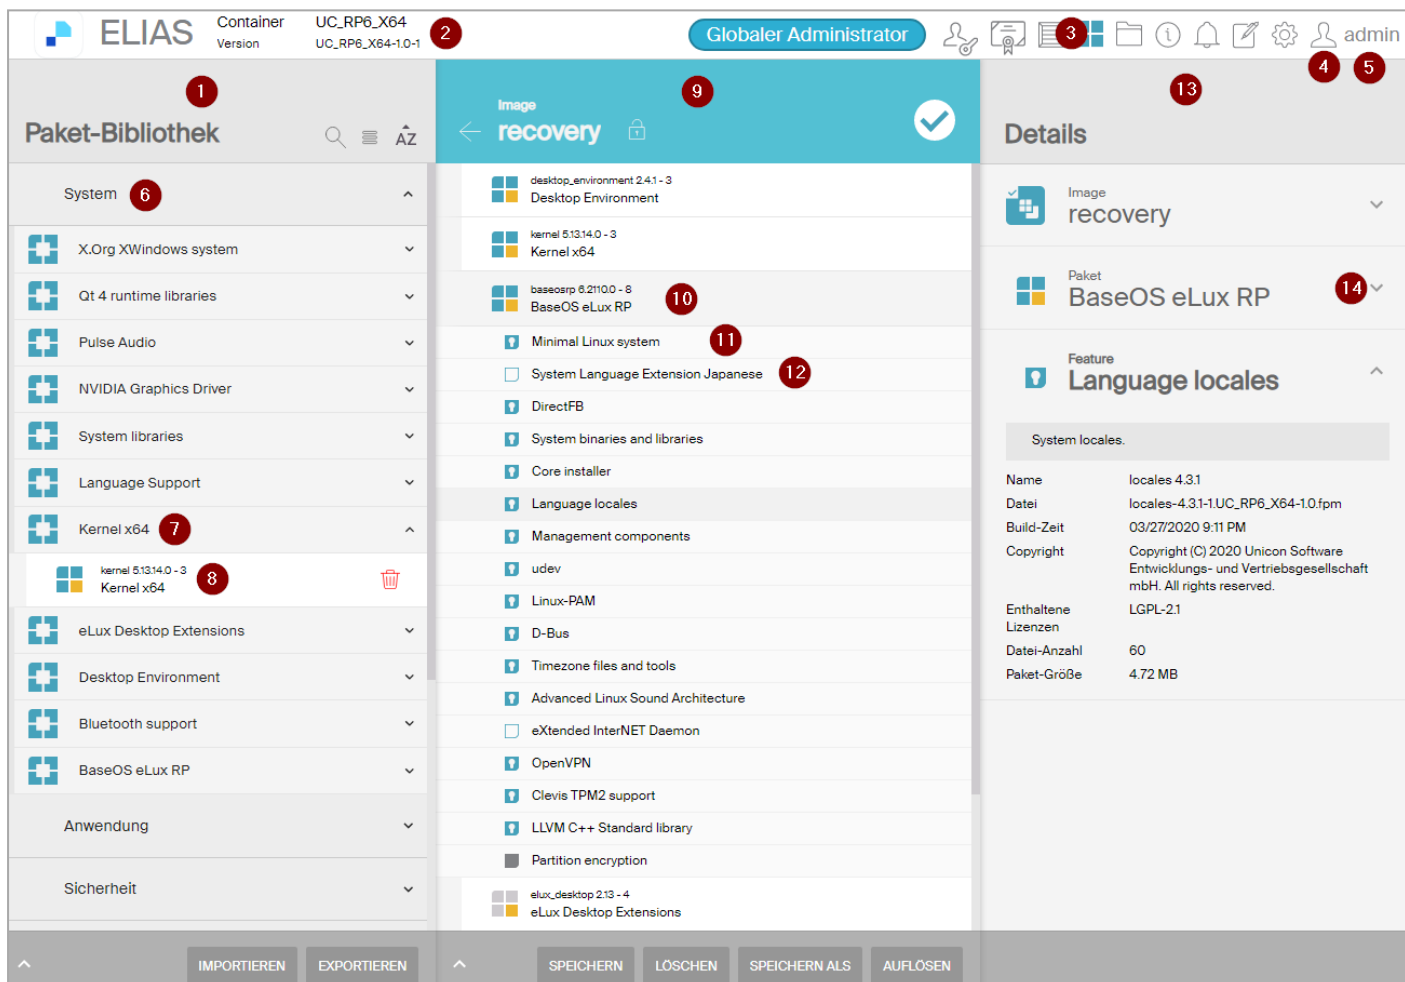 ELIAS
Container UC_RP6_X64
Version UC_RP6_X64-1.0-1
2
Globaler Administrator
3
admin
4
5
1
Paket-Bibliothek
AZ
System 6
X.Org XWindows system
Qt 4 runtime libraries
Pulse Audio
NVIDIA Graphics Driver
System libraries
Language Support
Kernel x64 7
kernel 5.13.14.0 - 3
Kernel x64
8
eLux Desktop Extensions
Desktop Environment
Bluetooth support
BaseOS eLux RP
Anwendung
Sicherheit
IMPORTIEREN EXPORTIEREN
9
Image
recovery
desktop_environment 2.4.1 - 3
Desktop Environment
kernel 5.13.14.0 - 3
Kernel x64
baseosrp 6.2110.0 - 8
BaseOS eLux RP
10
Minimal Linux system 11
System Language Extension Japanese 12
DirectFB
System binaries and libraries
Core installer
Language locales
Management components
udev
Linux-PAM
D-Bus
Timezone files and tools
Advanced Linux Sound Architecture
eXtended InterNET Daemon
OpenVPN
Clevis TPM2 support
LLVM C++ Standard library
Partition encryption
elux_desktop 2.13 - 4
eLux Desktop Extensions
SPEICHERN LÖSCHEN SPEICHERN ALS AUFLÖSEN
13
Details
Image
recovery
Paket
BaseOS eLux RP
14
Feature
Language locales
System locales.
Name locales 4.3.1
Datei locales-4.3.1-1.UC_RP6_X64-1.0.fpm
Build-Zeit 03/27/2020 9:11 PM
Copyright Copyright (C) 2020 Unicon Software
Entwicklungs- und Vertriebsgesellschaft
mbH. All rights reserved.
Enthaltene LGPL-2.1
Lizenzen
Datei-Anzahl 60
Paket-Größe 4.72 MB